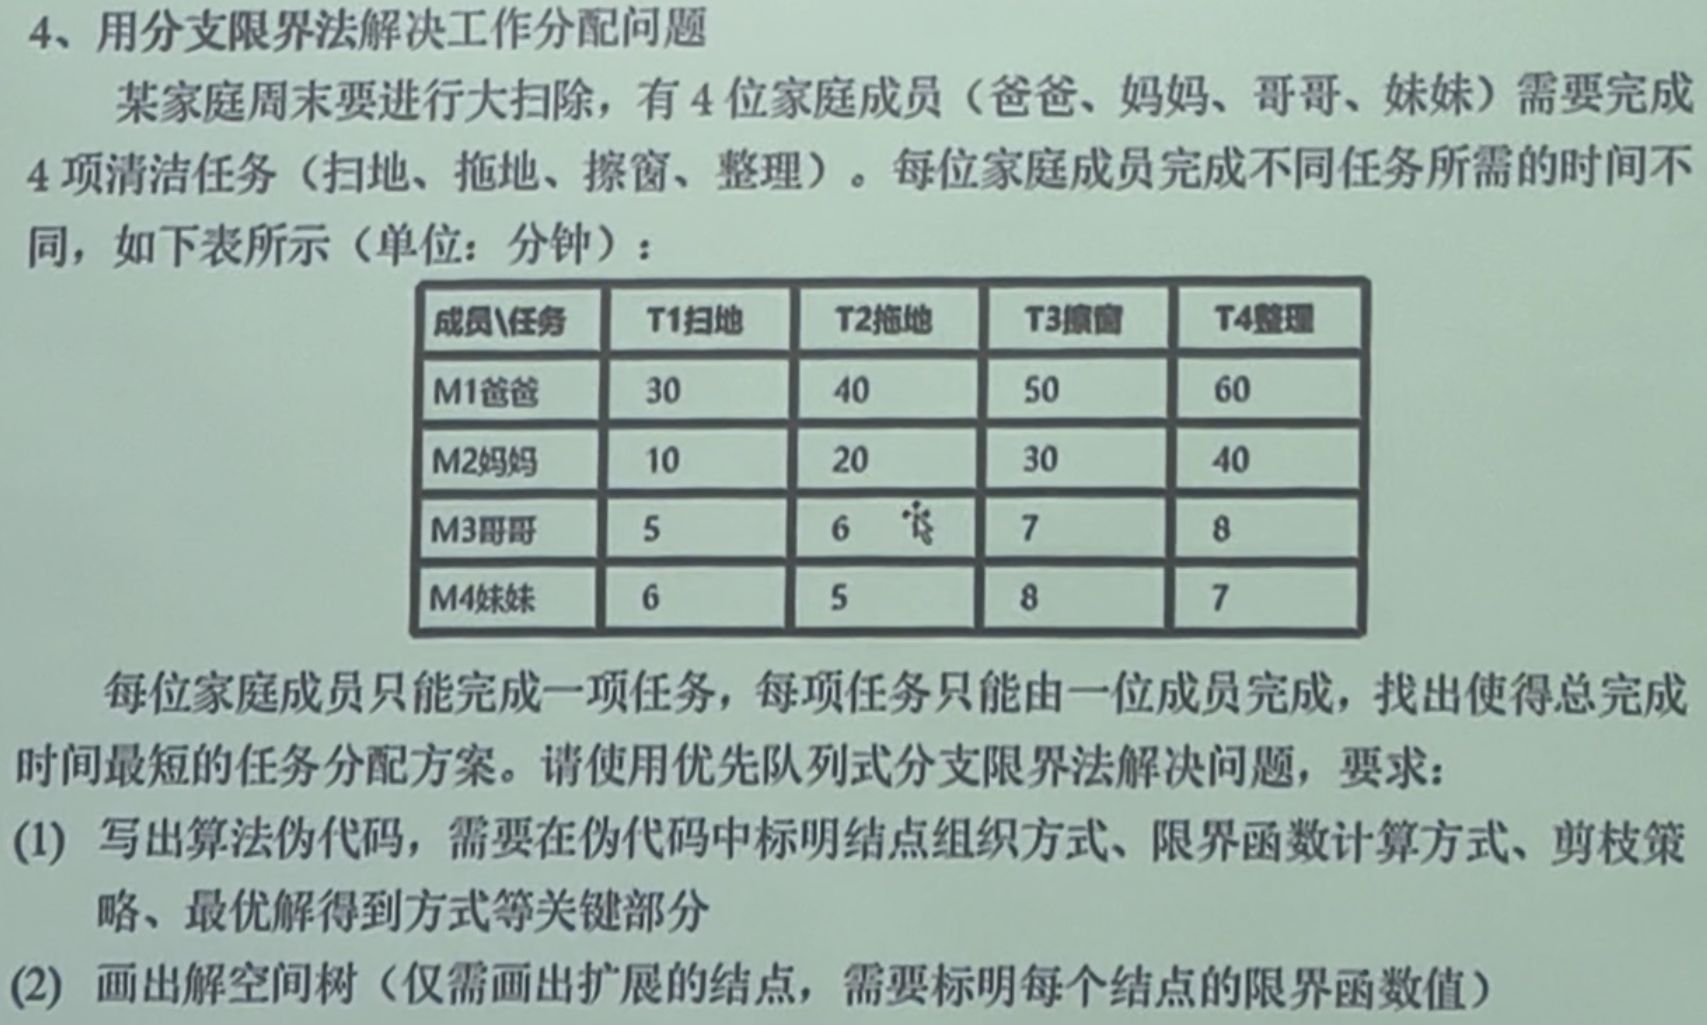 4、用分支限界法解决工作分配问题
某家庭周末要进行大扫除，有 4 位家庭成员（爸爸、妈妈、哥哥、妹妹）需要完成
4 项清洁任务（扫地、拖地、擦窗、整理）。每位家庭成员完成不同任务所需的时间不
同，如下表所示（单位：分钟）：
成员\任务 T1扫地 T2拖地 T3擦窗 T4整理
M1爸爸 30 40 50 60
M2妈妈 10 20 30 40
M3哥哥 5 6 7 8
M4妹妹 6 5 8 7
每位家庭成员只能完成一项任务，每项任务只能由一位成员完成，找出使得总完成
时间最短的任务分配方案。请使用优先队列式分支限界法解决问题，要求：
(1) 写出算法伪代码，需要在伪代码中标明结点组织方式、限界函数计算方式、剪枝策
略、最优解得到方式等关键部分
(2) 画出解空间树（仅需画出扩展的结点，需要标明每个结点的限界函数值）